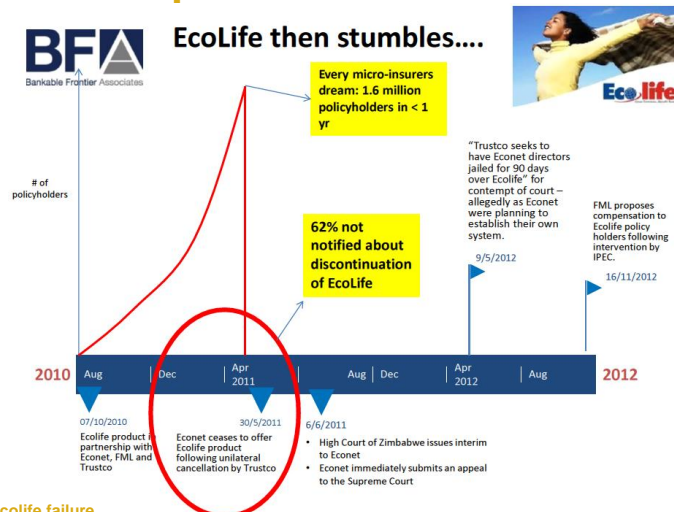 EcoLife then stumbles....
BFA
Bankable Frontier Associates
Ecolife
Every micro-insurers
dream: 1.6 million
policyholders in < 1
yr
# of
policyholders
"Trustco seeks to
have Econet directors
jailed for 90 days
over Ecolife" for
contempt of court –
allegedly as Econet
were planning to
establish their own
system.
9/5/2012
FML proposes
compensation to
Ecolife policy
holders following
intervention by
IPEC.
16/11/2012
62% not
notified about
discontinuation
of EcoLife
2010
Aug
Dec
Apr
2011
Aug
Dec
Apr
2012
Aug
2012
07/10/2010
Ecolife product in
partnership with
Econet, FML and
Trustco
30/5/2011
Econet ceases to offer
Ecolife product
following unilateral
cancellation by Trustco
6/6/2011
• High Court of Zimbabwe issues interim
to Econet
• Econet immediately submits an appeal
to the Supreme Court
colife failure